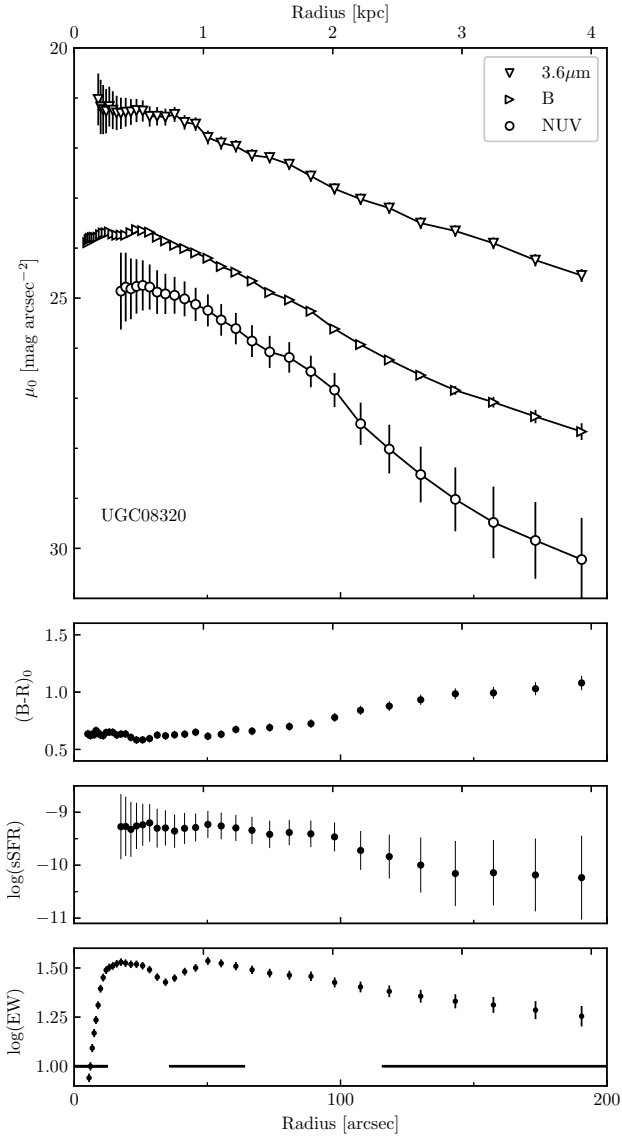 Radius [kpc]
0 1 2 3 4
20
3.6μm
B
NUV
25
μ₀ [mag arcsec⁻²]
UGC08320
30
1.5
(B-R)₀
1.0
0.5
−9
log(sSFR)
−10
−11
1.50
log(EW)
1.25
1.00
0 100 200
Radius [arcsec]